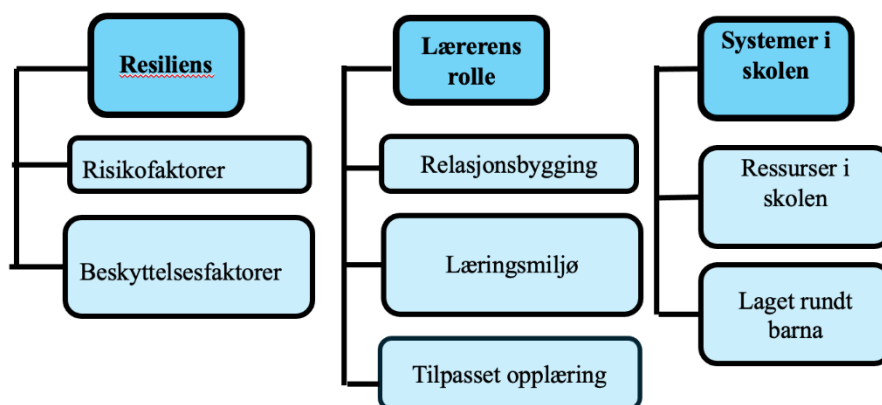 Resiliens
Risikofaktorer
Beskyttelsesfaktorer
Lærerens
rolle
Relasjonsbygging
Læringsmiljø
Tilpasset opplæring
Systemer i
skolen
Ressurser i
skolen
Laget rundt
barna